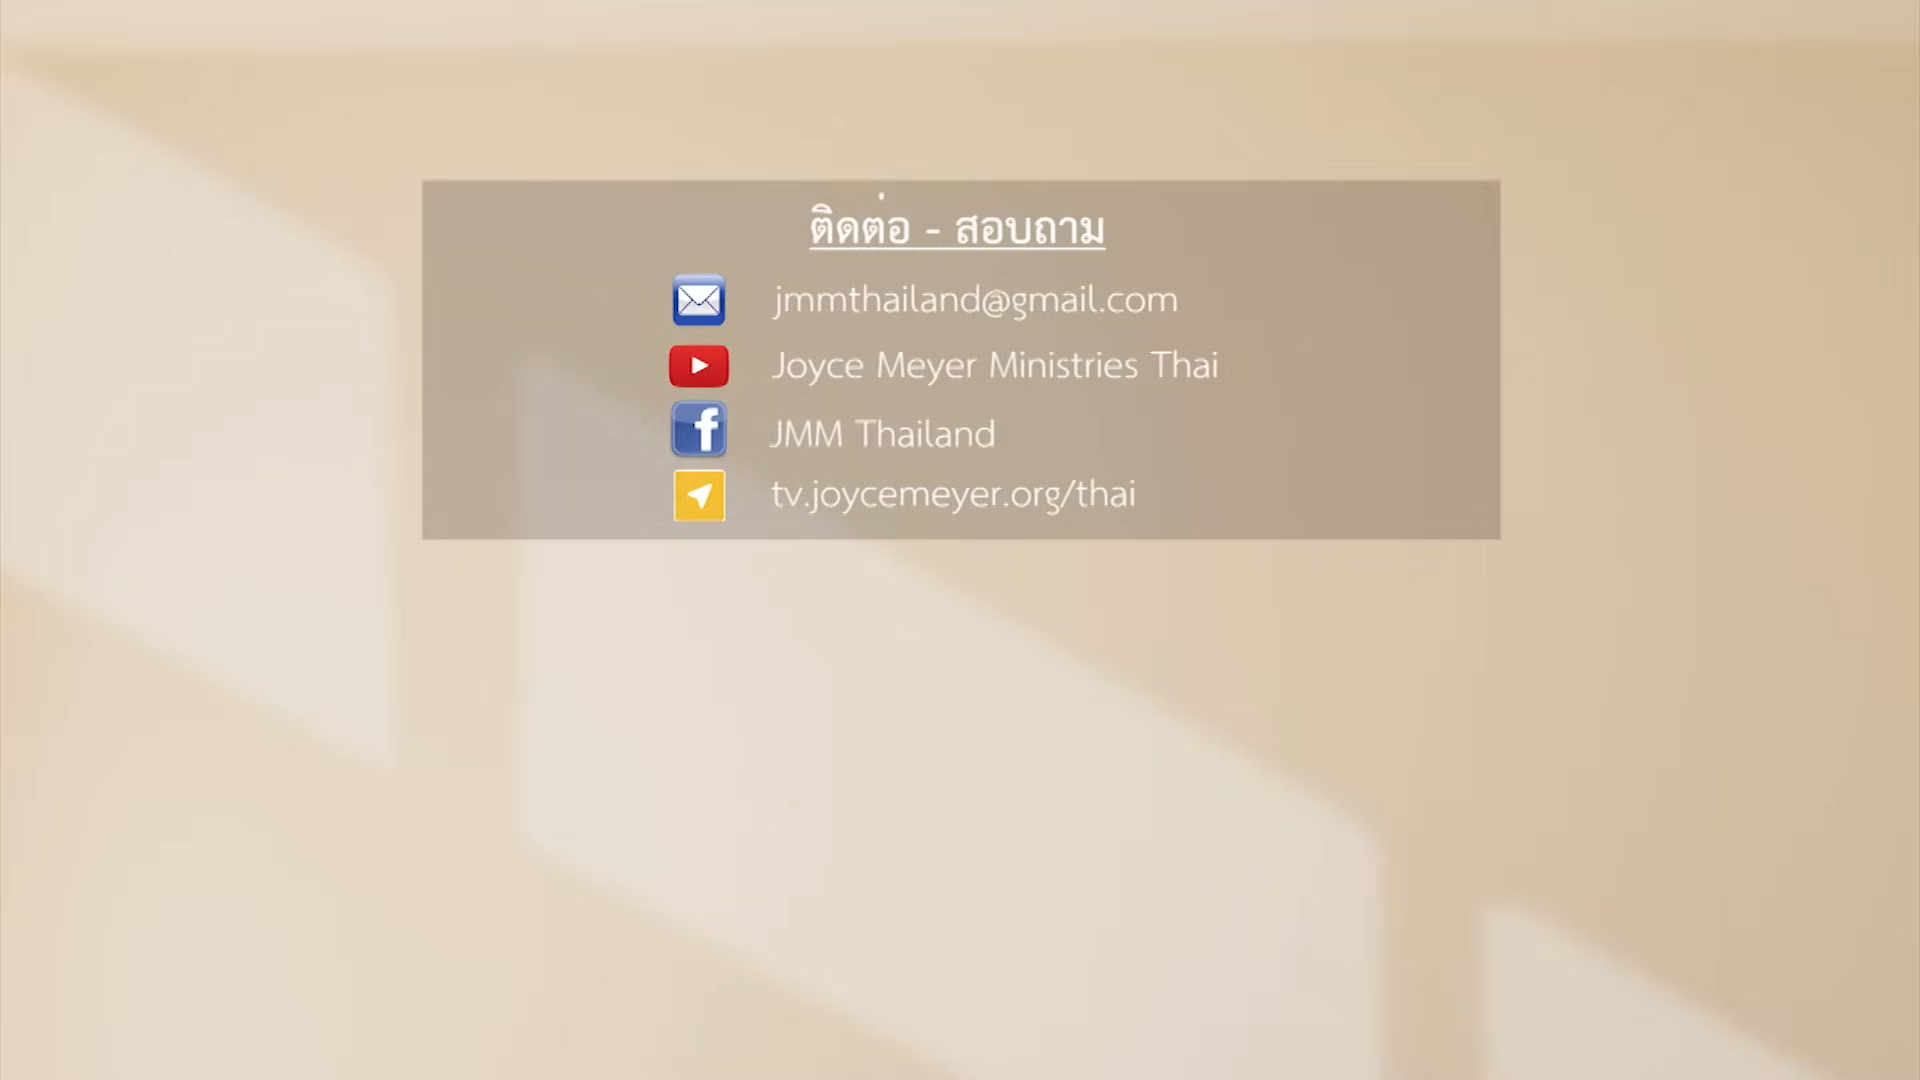 ติดต่อ - สอบถาม
jmmthailand@gmail.com
Joyce Meyer Ministries Thai
JMM Thailand
tv.joycemeyer.org/thai